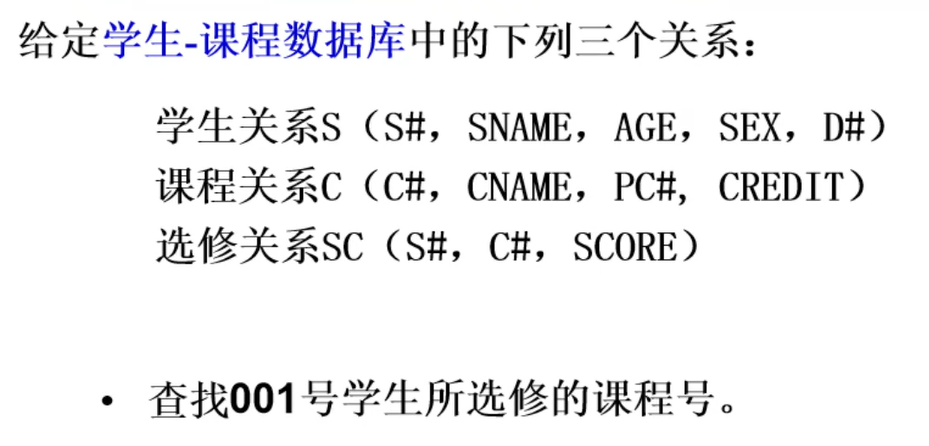 给定学生-课程数据库中的下列三个关系：
学生关系S（S#，SNAME，AGE，SEX，D#）
课程关系C（C#，CNAME，PC#, CREDIT）
选修关系SC（S#，C#，SCORE）
• 查找001号学生所选修的课程号。